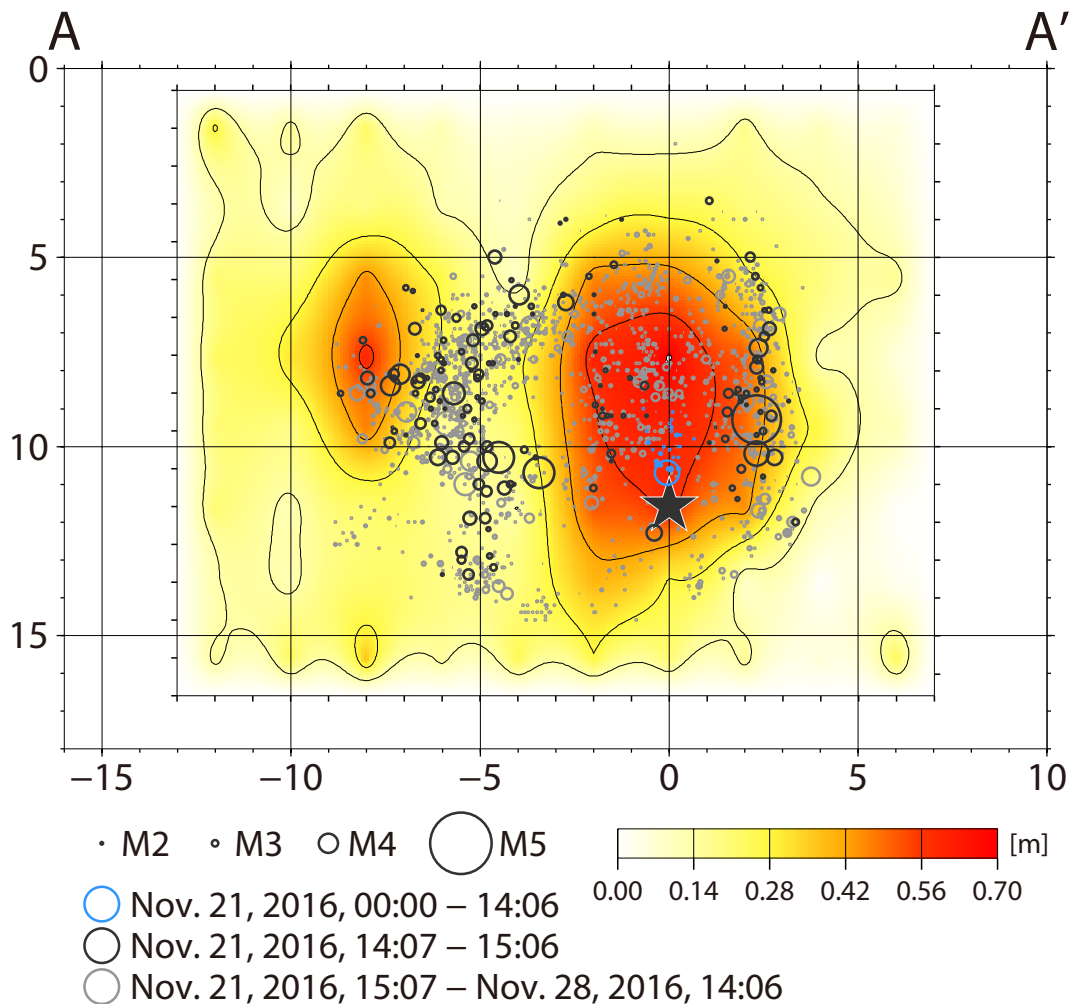 A A′
0
5
10
15
−15 −10 −5 0 5 10
M2 M3 M4 M5 [m]
0.00 0.14 0.28 0.42 0.56 0.70
Nov. 21, 2016, 00:00 − 14:06
Nov. 21, 2016, 14:07 − 15:06
Nov. 21, 2016, 15:07 − Nov. 28, 2016, 14:06